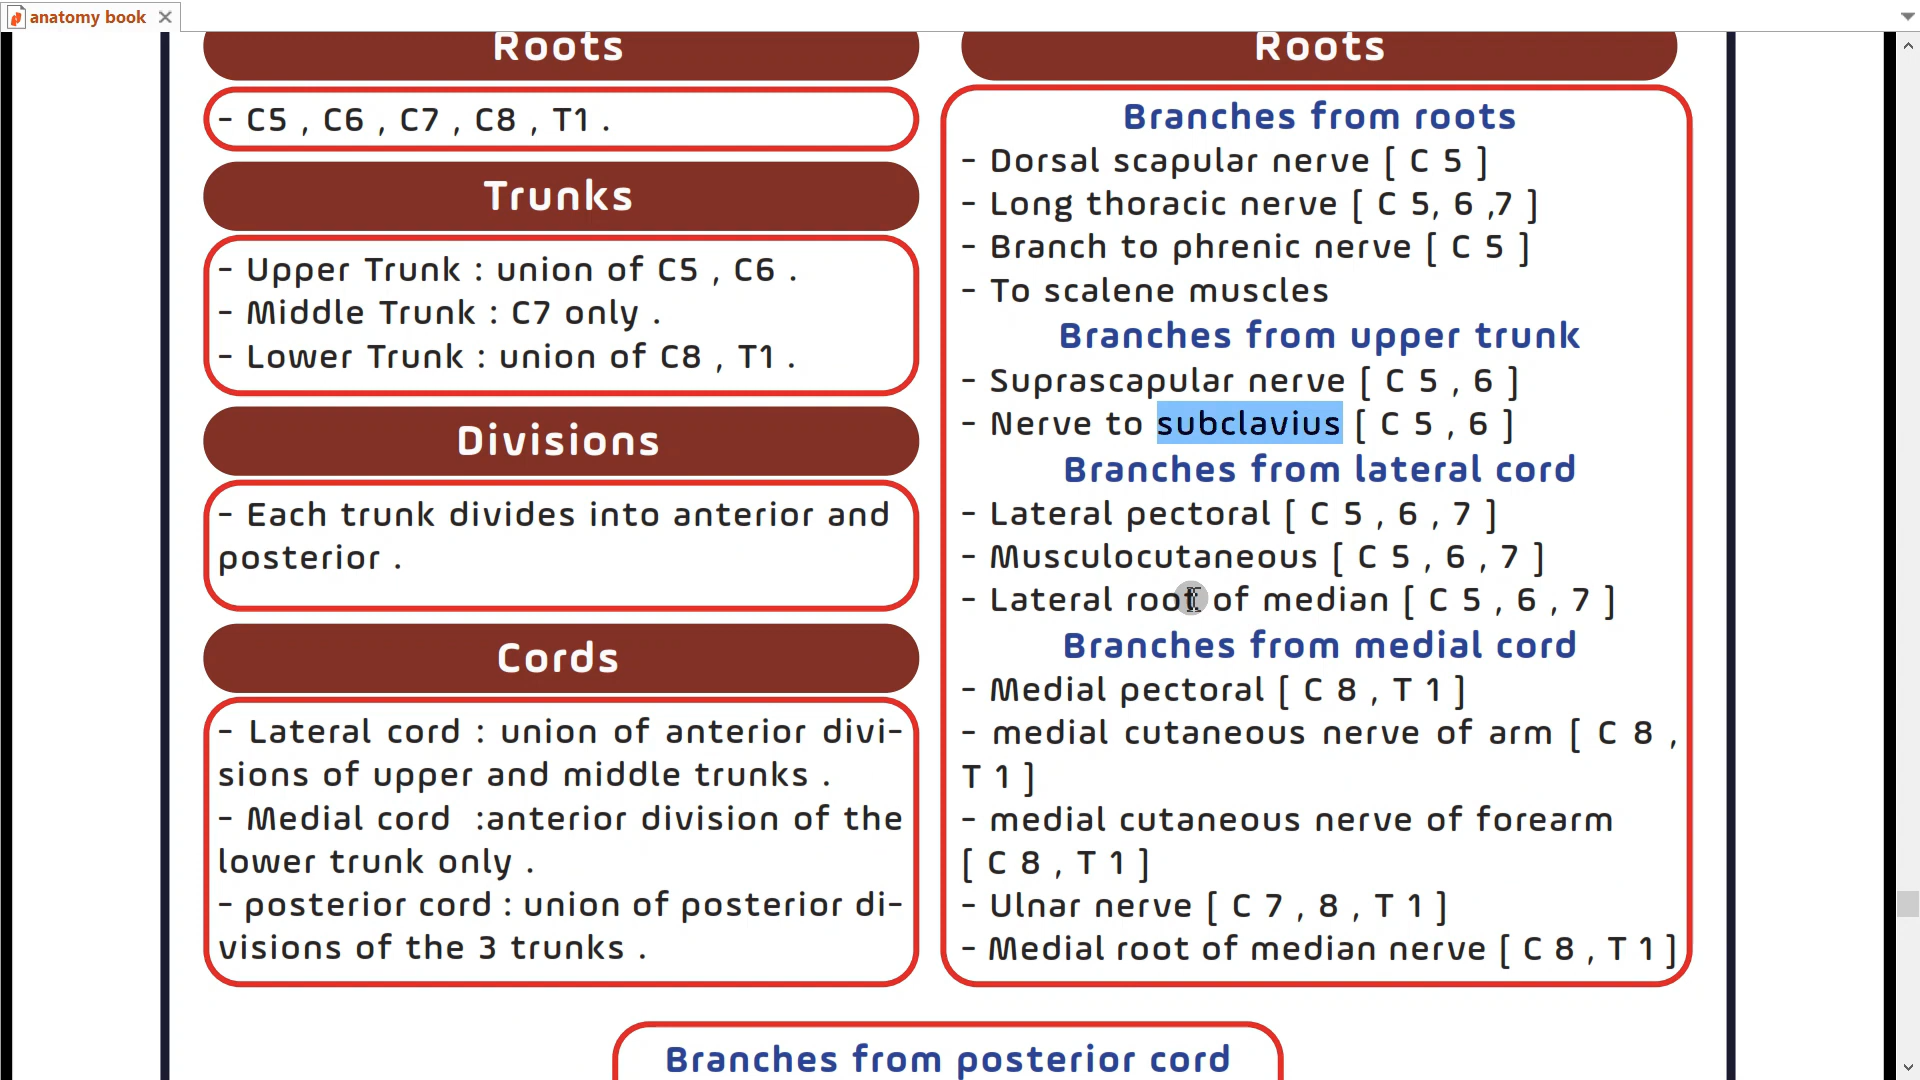 anatomy book
Roots
- C5 , C6 , C7 , C8 , T1 .
Trunks
- Upper Trunk : union of C5 , C6 .
- Middle Trunk : C7 only .
- Lower Trunk : union of C8 , T1 .
Divisions
- Each trunk divides into anterior and
posterior .
Cords
- Lateral cord : union of anterior divi-
sions of upper and middle trunks .
- Medial cord  :anterior division of the
lower trunk only .
- posterior cord : union of posterior di-
visions of the 3 trunks .
Roots
Branches from roots
- Dorsal scapular nerve [ C 5 ]
- Long thoracic nerve [ C 5, 6 ,7 ]
- Branch to phrenic nerve [ C 5 ]
- To scalene muscles
Branches from upper trunk
- Suprascapular nerve [ C 5 , 6 ]
- Nerve to subclavius [ C 5 , 6 ]
Branches from lateral cord
- Lateral pectoral [ C 5 , 6 , 7 ]
- Musculocutaneous [ C 5 , 6 , 7 ]
- Lateral root of median [ C 5 , 6 , 7 ]
Branches from medial cord
- Medial pectoral [ C 8 , T 1 ]
- medial cutaneous nerve of arm [ C 8 ,
T 1 ]
- medial cutaneous nerve of forearm
[ C 8 , T 1 ]
- Ulnar nerve [ C 7 , 8 , T 1 ]
- Medial root of median nerve [ C 8 , T 1 ]
Branches from posterior cord